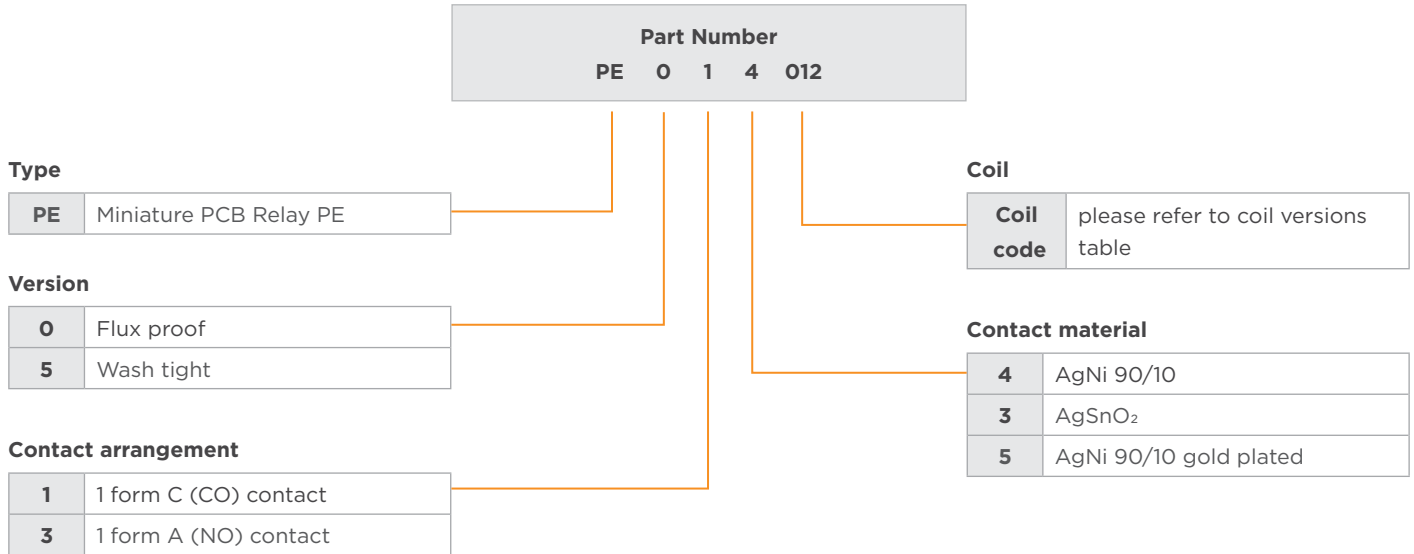 Part Number
PE 0 1 4 012
Type
PE Miniature PCB Relay PE
Version
0 Flux proof
5 Wash tight
Contact arrangement
1 1 form C (CO) contact
3 1 form A (NO) contact
Coil
Coil code please refer to coil versions
table
Contact material
4 AgNi 90/10
3 AgSnO₂
5 AgNi 90/10 gold plated